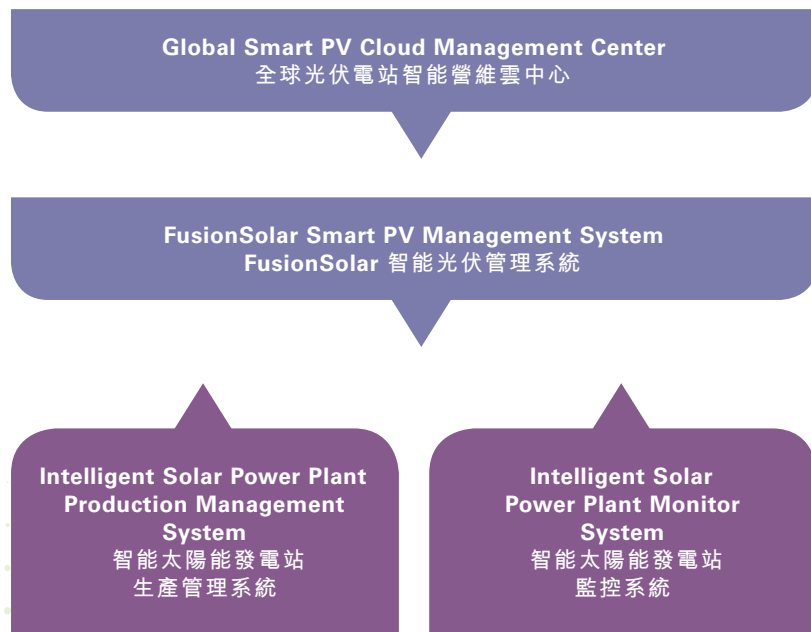 Global Smart PV Cloud Management Center
全球光伏電站智能營維雲中心
FusionSolar Smart PV Management System
FusionSolar 智能光伏管理系統
Intelligent Solar Power Plant
Production Management
System
智能太陽能發電站
生產管理系統
Intelligent Solar
Power Plant Monitor
System
智能太陽能發電站
監控系統